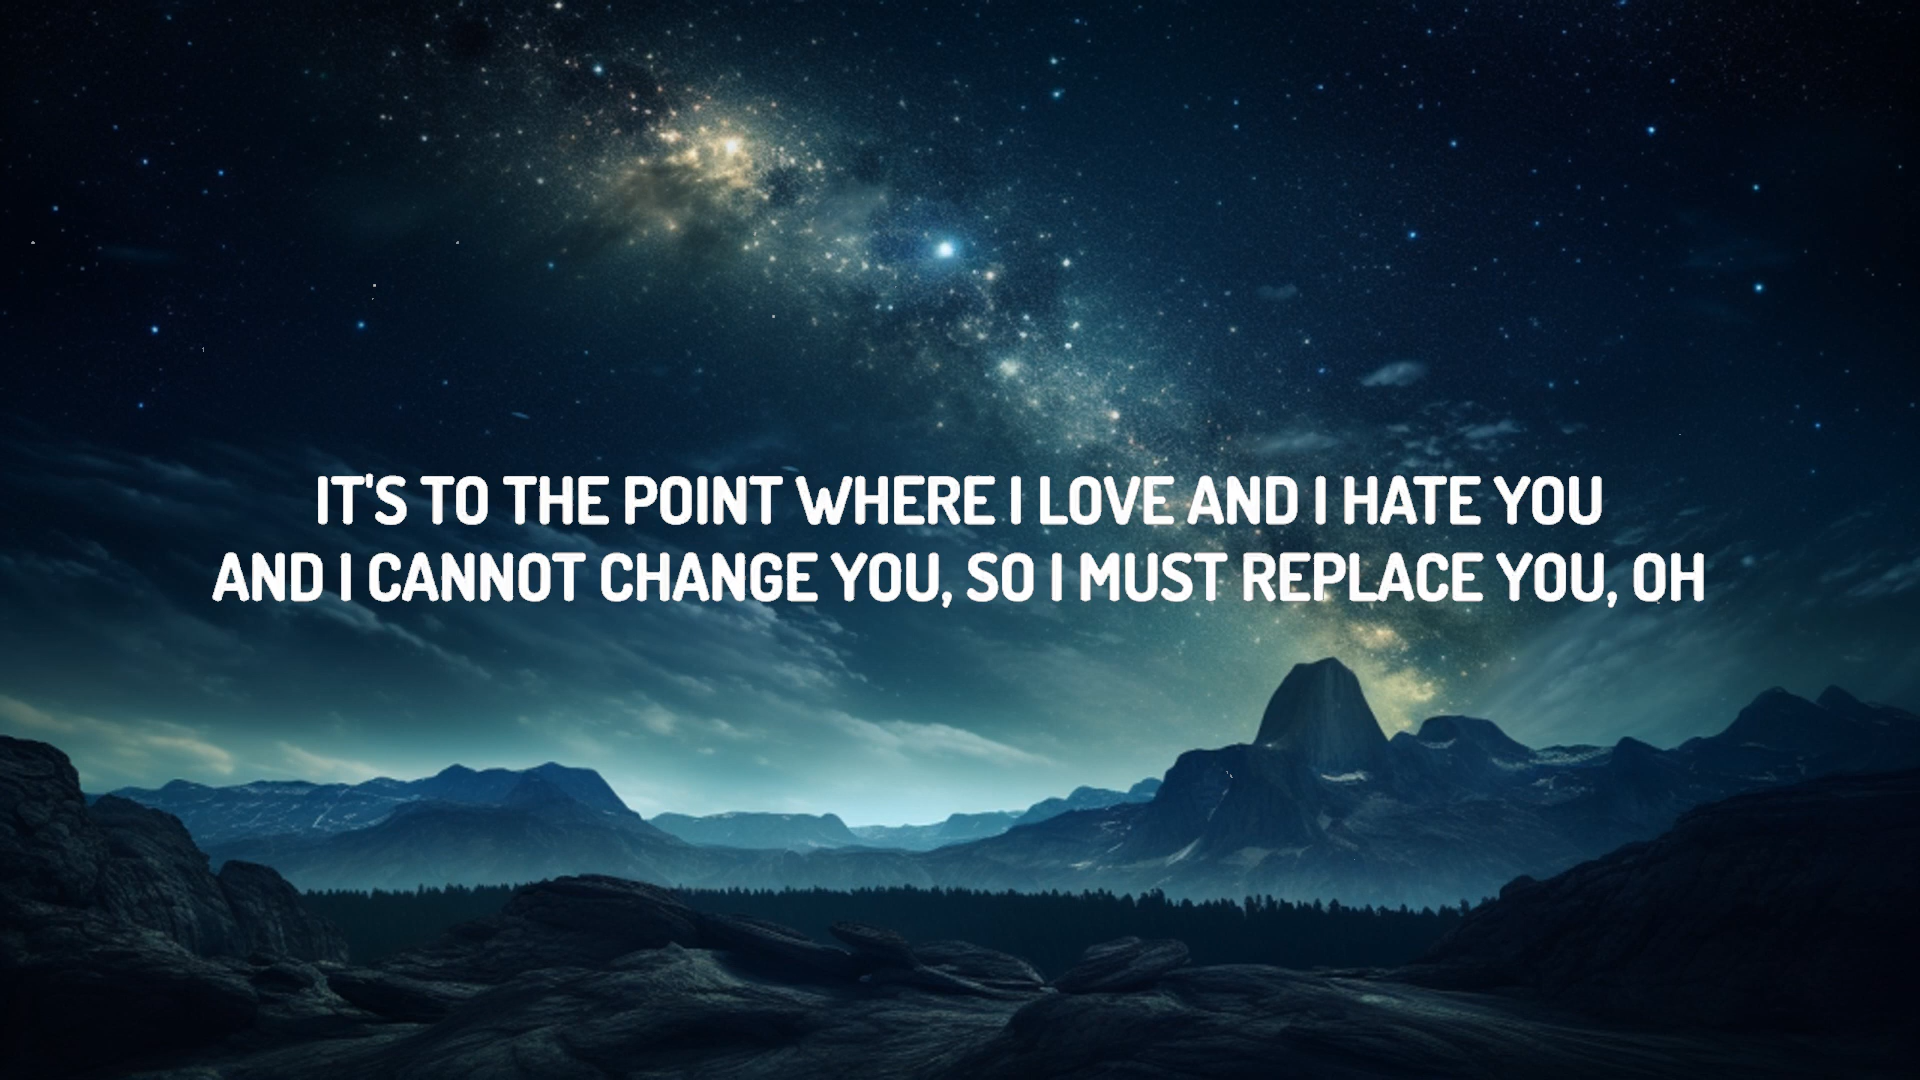 IT'S TO THE POINT WHERE I LOVE AND I HATE YOU
AND I CANNOT CHANGE YOU, SO I MUST REPLACE YOU, OH